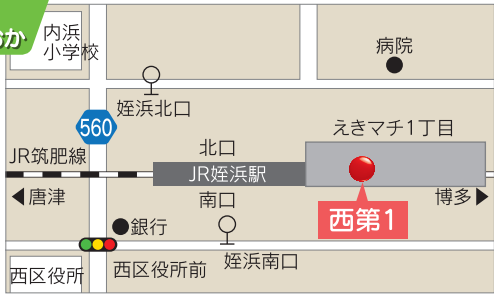 か
内浜
小学校
病院
姪浜北口
560
えきマチ1丁目
北口
JR筑肥線
JR姪浜駅
唐津
南口
博多
西第1
銀行
姪浜南口
西区役所前
西区役所